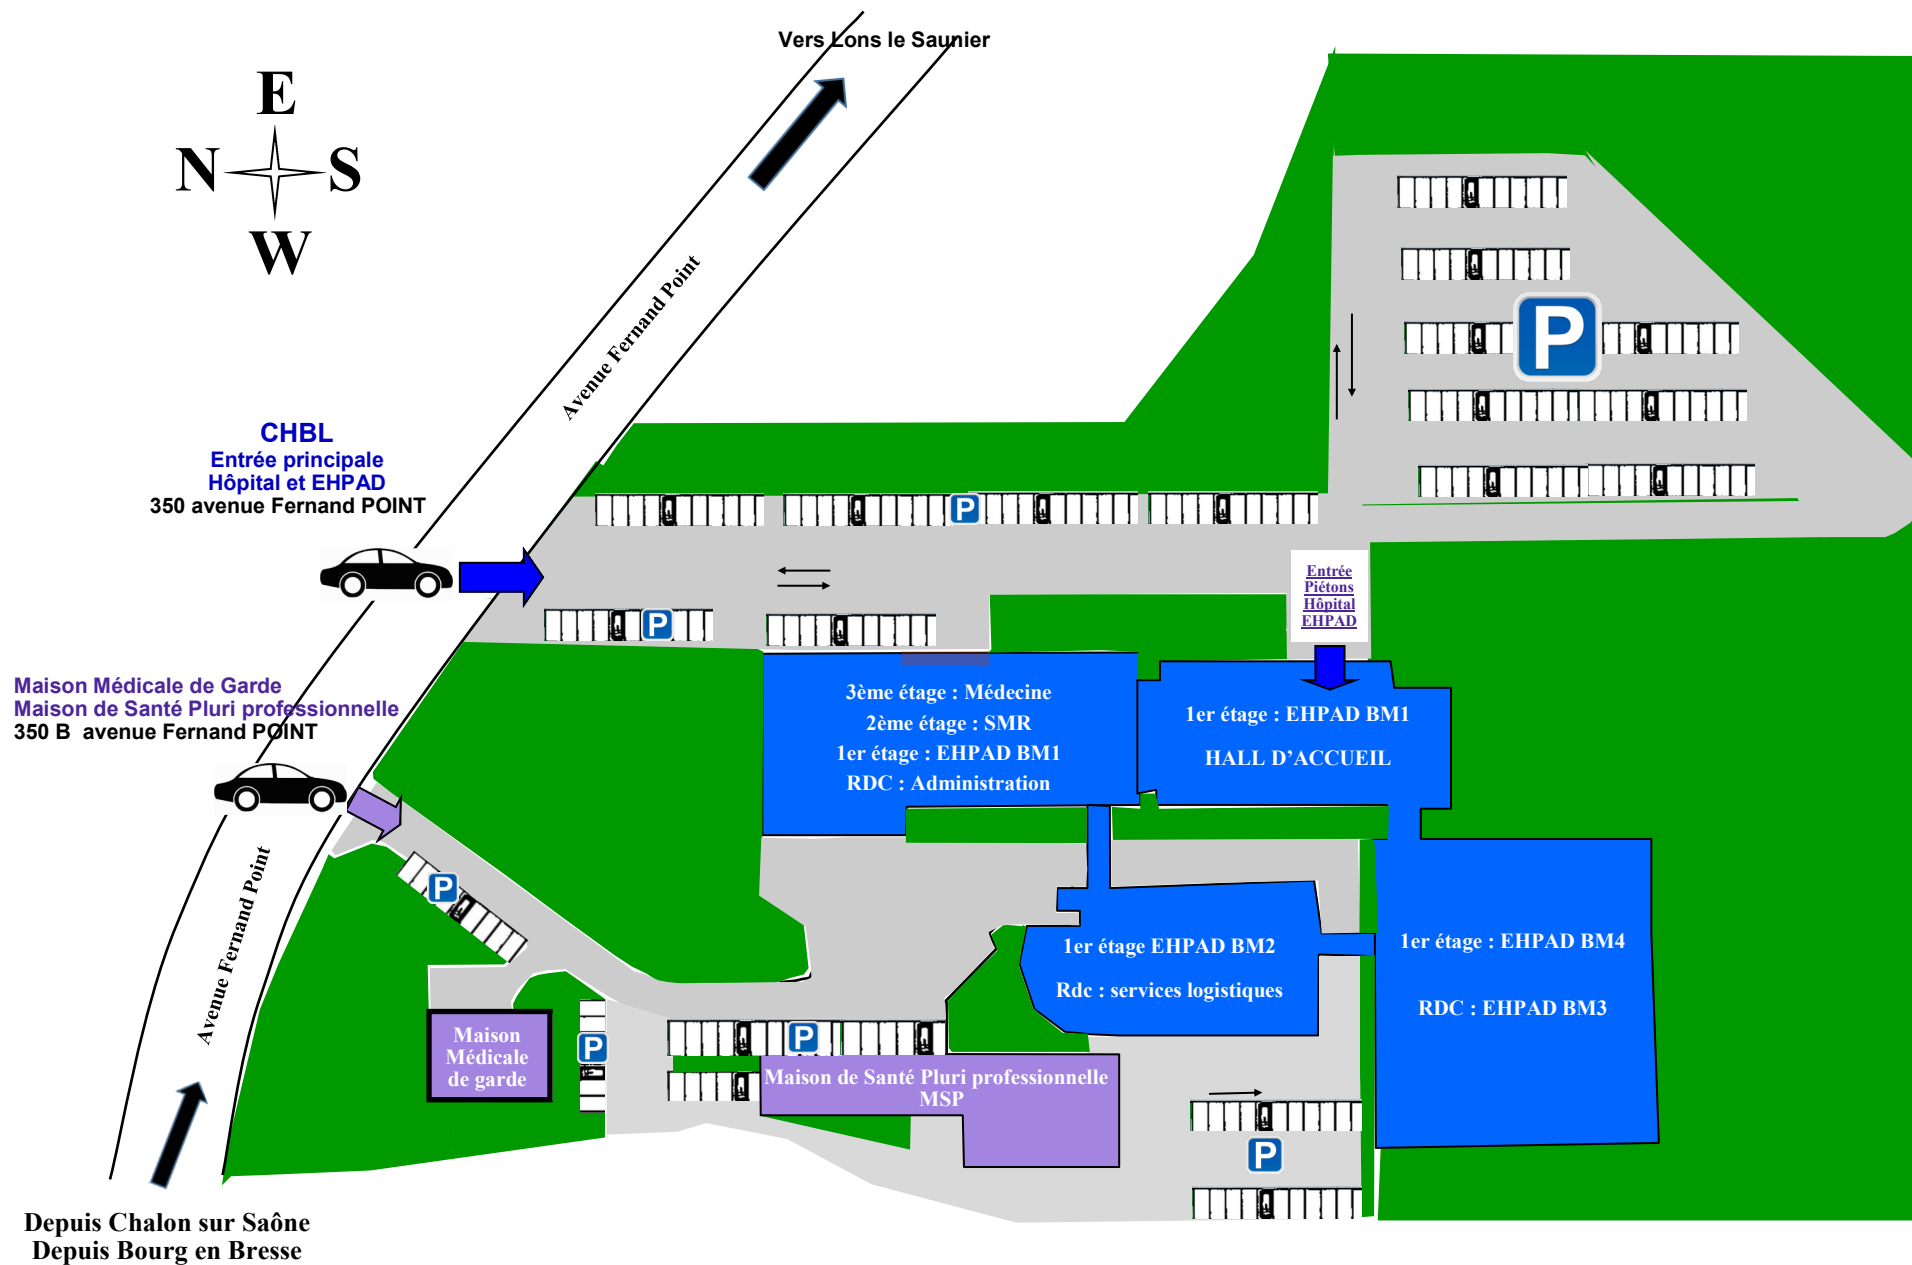 Vers Lons le Saunier
E
N S
W
Avenue Fernand Point
CHBL
Entrée principale
Hôpital et EHPAD
350 avenue Fernand POINT
P
P
P
Entrée
Piétons
Hôpital
EHPAD
Maison Médicale de Garde
Maison de Santé Pluri professionnelle
350 B avenue Fernand POINT
3ème étage : Médecine
2ème étage : SMR
1er étage : EHPAD BM1
RDC : Administration
1er étage : EHPAD BM1
HALL D’ACCUEIL
Avenue Fernand Point
P
1er étage EHPAD BM2
Rdc : services logistiques
1er étage : EHPAD BM4
RDC : EHPAD BM3
Maison
Médicale
de garde
P
P
Maison de Santé Pluri professionnelle
MSP
P
Depuis Chalon sur Saône
Depuis Bourg en Bresse